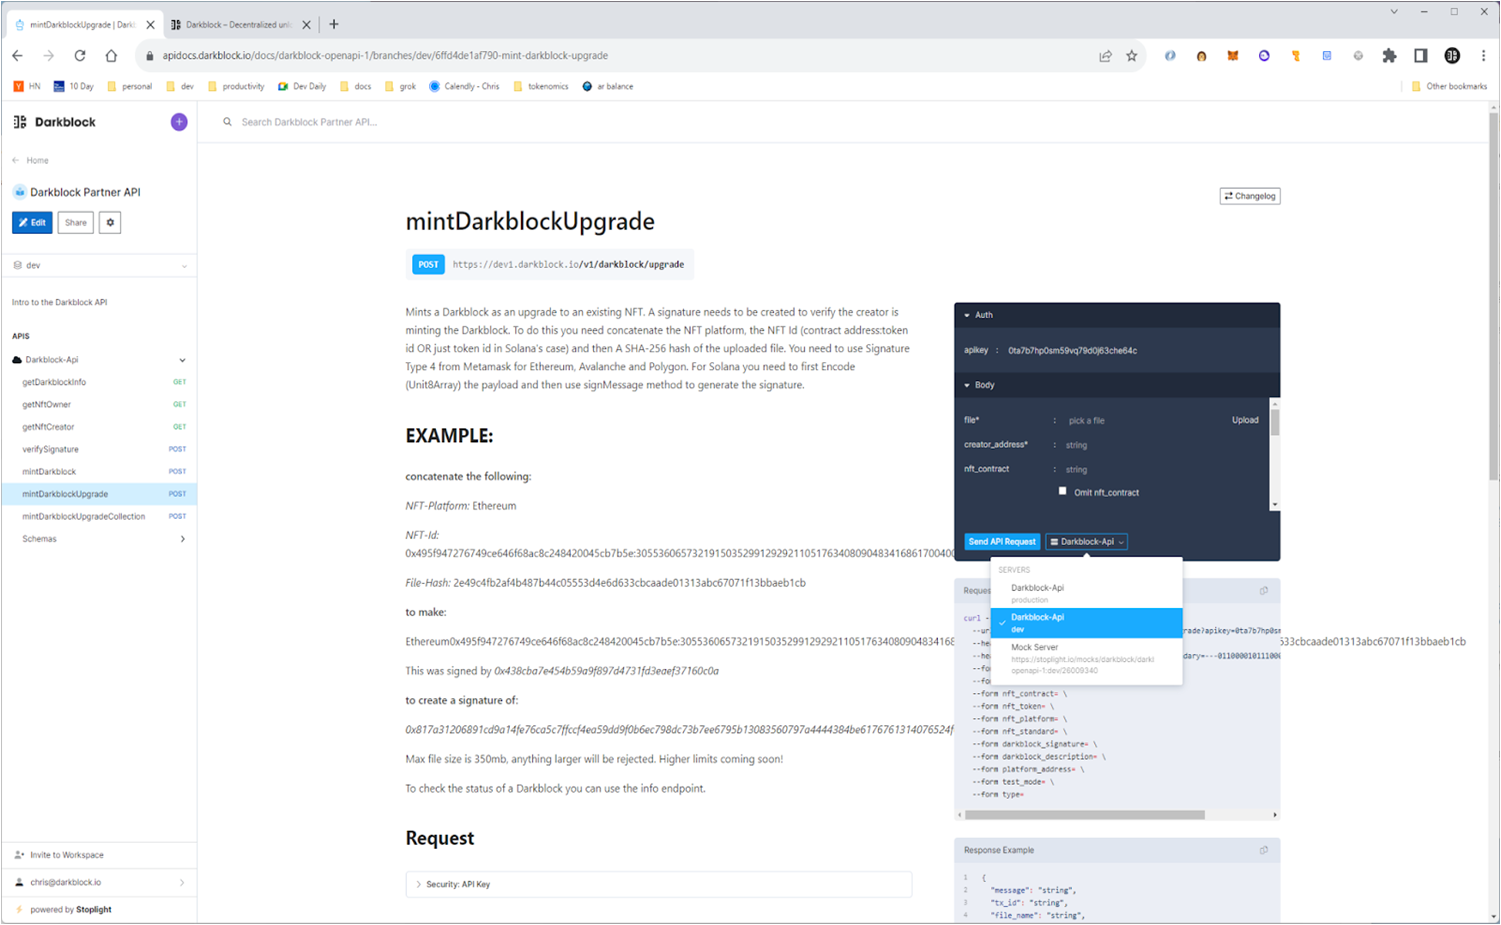 mintDarkblockUpgrade | Dark
Darkblock – Decentralized unl
apidocs.darkblock.io/docs/darkblock-openapi-1/branches/dev/6ffd4de1af790-mint-darkblock-upgrade
HN
10 Day
personal
dev
productivity
Dev Daily
docs
grok
Calendly - Chris
tokenomics
ar balance
Other bookmarks
Darkblock
Search Darkblock Partner API...
Home
Darkblock Partner API
Edit
Share
dev
Intro to the Darkblock API
APIS
Darkblock-Api
getDarkblockInfo GET
getNftOwner GET
getNftCreator GET
verifySignature POST
mintDarkblock POST
mintDarkblockUpgrade POST
mintDarkblockUpgradeCollection POST
Schemas
Invite to Workspace
chris@darkblock.io
powered by Stoplight
Changelog
mintDarkblockUpgrade
POST https://dev1.darkblock.io/v1/darkblock/upgrade
Mints a Darkblock as an upgrade to an existing NFT. A signature needs to be created to verify the creator is
minting the Darkblock. To do this you need concatenate the NFT platform, the NFT Id (contract address:token
id OR just token id in Solana's case) and then A SHA-256 hash of the uploaded file. You need to use Signature
Type 4 from Metamask for Ethereum, Avalanche and Polygon. For Solana you need to first Encode
(Unit8Array) the payload and then use signMessage method to generate the signature.
EXAMPLE:
concatenate the following:
NFT-Platform: Ethereum
NFT-Id:
0x495f947276749ce646f68ac8c248420045cb7b5e:30553606573219150352991292921105176340809048341686170040
File-Hash: 2e49c4fb2af4b487b44c05553d4e6d633cbcaade01313abc67071f13bbaeb1cb
to make:
Ethereum0x495f947276749ce646f68ac8c248420045cb7b5e:3055360657321915035299129292110517634080904834168
33cbcaade01313abc67071f13bbaeb1cb
This was signed by 0x438cba7e454b59a9f897d4731fd3eaef37160c0a
to create a signature of:
0x817a31206891cd9a14fe76ca5c7ffccf4ea59dd9f0b6ec798dc73b7ee6795b13083560797a4444384be6176761314076524f
Max file size is 350mb, anything larger will be rejected. Higher limits coming soon!
To check the status of a Darkblock you can use the info endpoint.
Request
Security: API Key
Auth
apikey : 0ta7b7hp0sm59vq79d0j63che64c
Body
file* : pick a file Upload
creator_address* : string
nft_contract : string
Omit nft_contract
Send API Request
Darkblock-Api
SERVERS
Darkblock-Api
production
Darkblock-Api
dev
Mock Server
https://stoplight.io/mocks/darkblock/darkl
openapi-1:dev/26009340
Reques
curl -
--ur
grade?apikey=0ta7b7hp0sm
--he
--he
dary=---0110000101110000
--fo
--fo
--form nft_contract= \
--form nft_token= \
--form nft_platform= \
--form nft_standard= \
--form darkblock_signature= \
--form darkblock_description= \
--form platform_address= \
--form test_mode= \
--form type=
Response Example
1 {
2 "message": "string",
3 "tx_id": "string",
4 "file_name": "string",